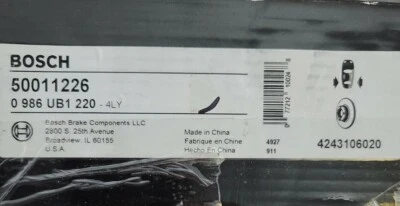 BOSCH
50011226
0 986 UB1 220 - 4LY
Bosch Brake Components LLC
2800 S. 25th Avenue
Broadview, IL 60155
U.S.A.
Made in China
Fabriqué en Chine
Hecho En China
4927
911
4243106020